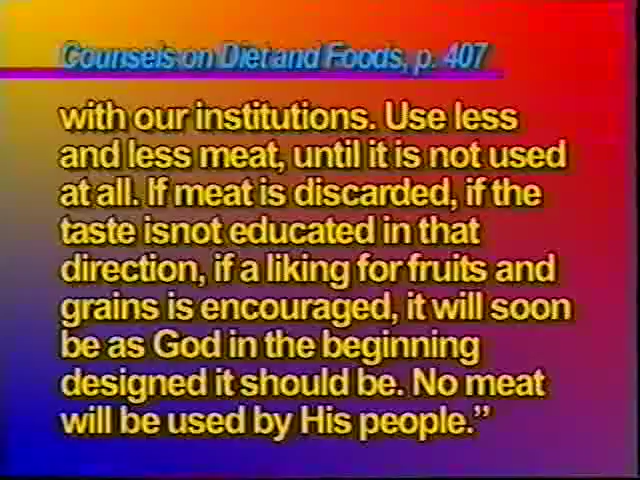 Counsels on Diet and Foods, p. 407
with our institutions. Use less
and less meat, until it is not used
at all. If meat is discarded, if the
taste isnot educated in that
direction, if a liking for fruits and
grains is encouraged, it will soon
be as God in the beginning
designed it should be. No meat
will be used by His people.”